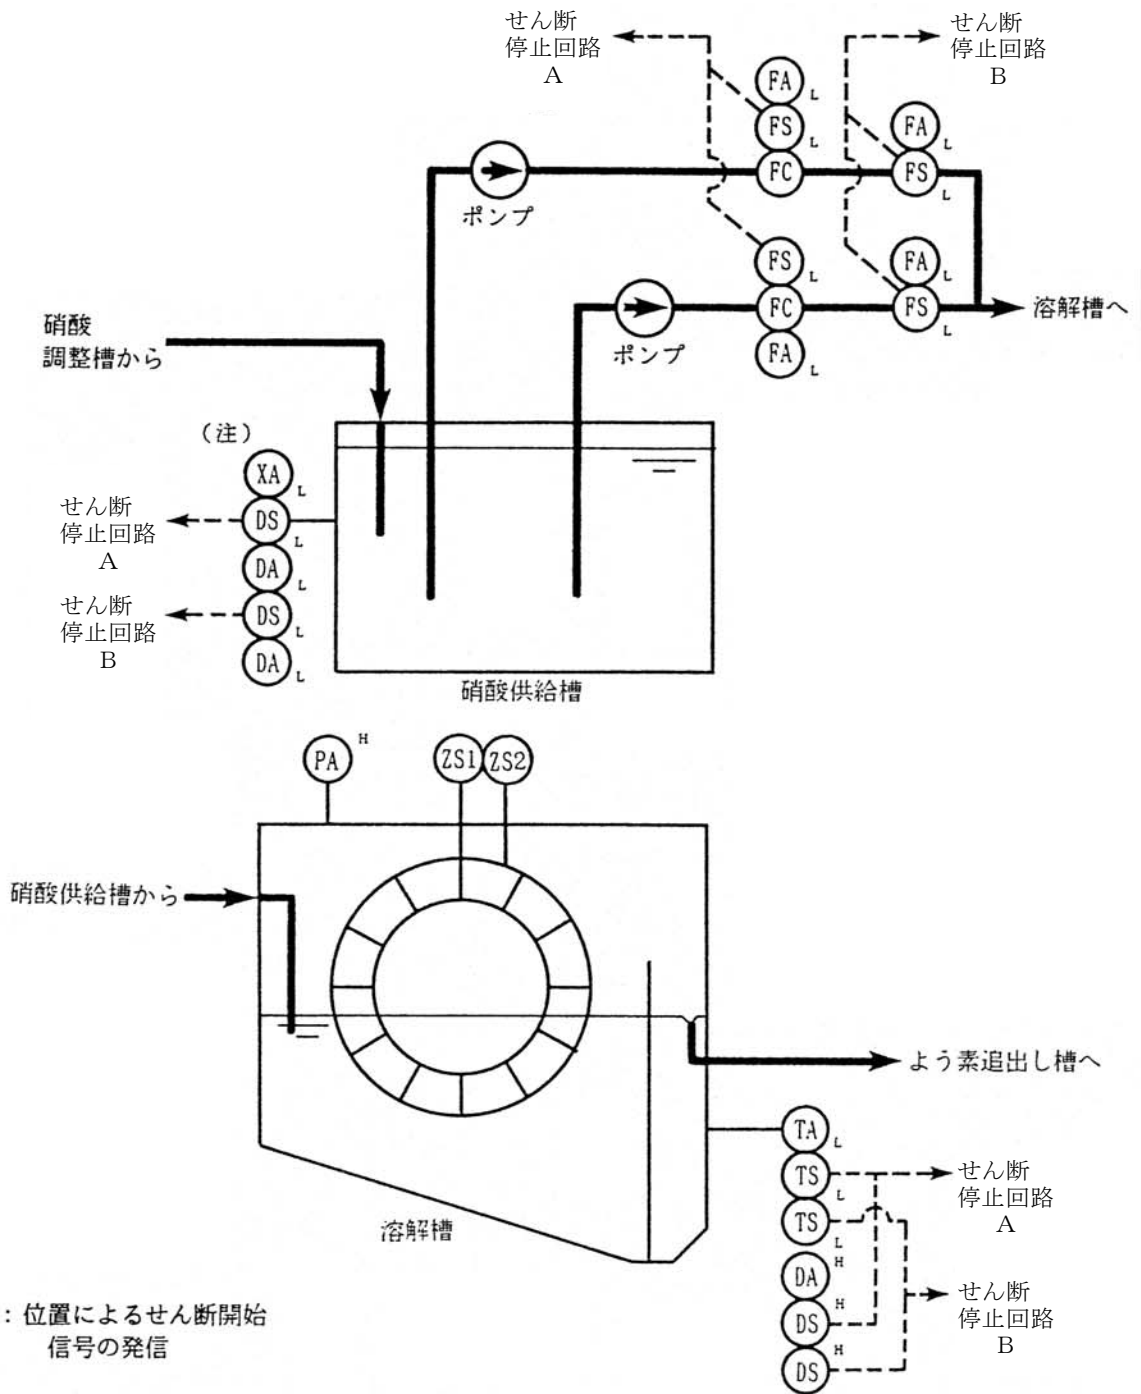 せん断
停止回路
A
せん断
停止回路
B
FA L
FS L
FC
FA L
FS L
ポンプ
FS L
FC
FA L
FA L
FS L
ポンプ
溶解槽へ
硝酸
調整槽から
(注)
XA L
DS L
DA L
DS L
DA L
せん断
停止回路
A
せん断
停止回路
B
硝酸供給槽
PA H
ZS1
ZS2
硝酸供給槽から
よう素追出し槽へ
溶解槽
TA L
TS L
TS L
DA H
DS H
DS H
せん断
停止回路
A
せん断
停止回路
B
:位置によるせん断開始
信号の発信